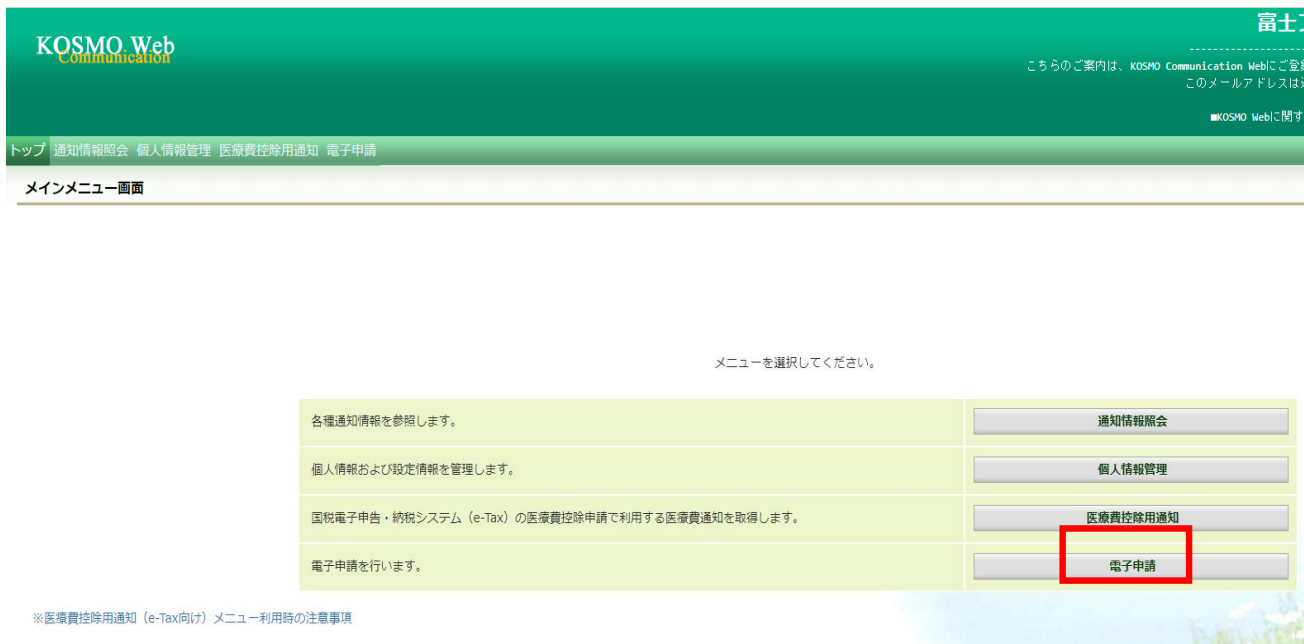 KOSMO Web
Communication
富士
こちらのご案内は、KOSMO Communication Webにご登
このメールアドレスは
■KOSMO Webに関す
トップ 通知情報照会 個人情報管理 医療費控除用通知 電子申請
メインメニュー画面
メニューを選択してください。
各種通知情報を参照します。
通知情報照会
個人情報および設定情報を管理します。
個人情報管理
国税電子申告・納税システム（e-Tax）の医療費控除申請で利用する医療費通知を取得します。
医療費控除用通知
電子申請を行います。
電子申請
※医療費控除用通知（e-Tax向け）メニュー利用時の注意事項